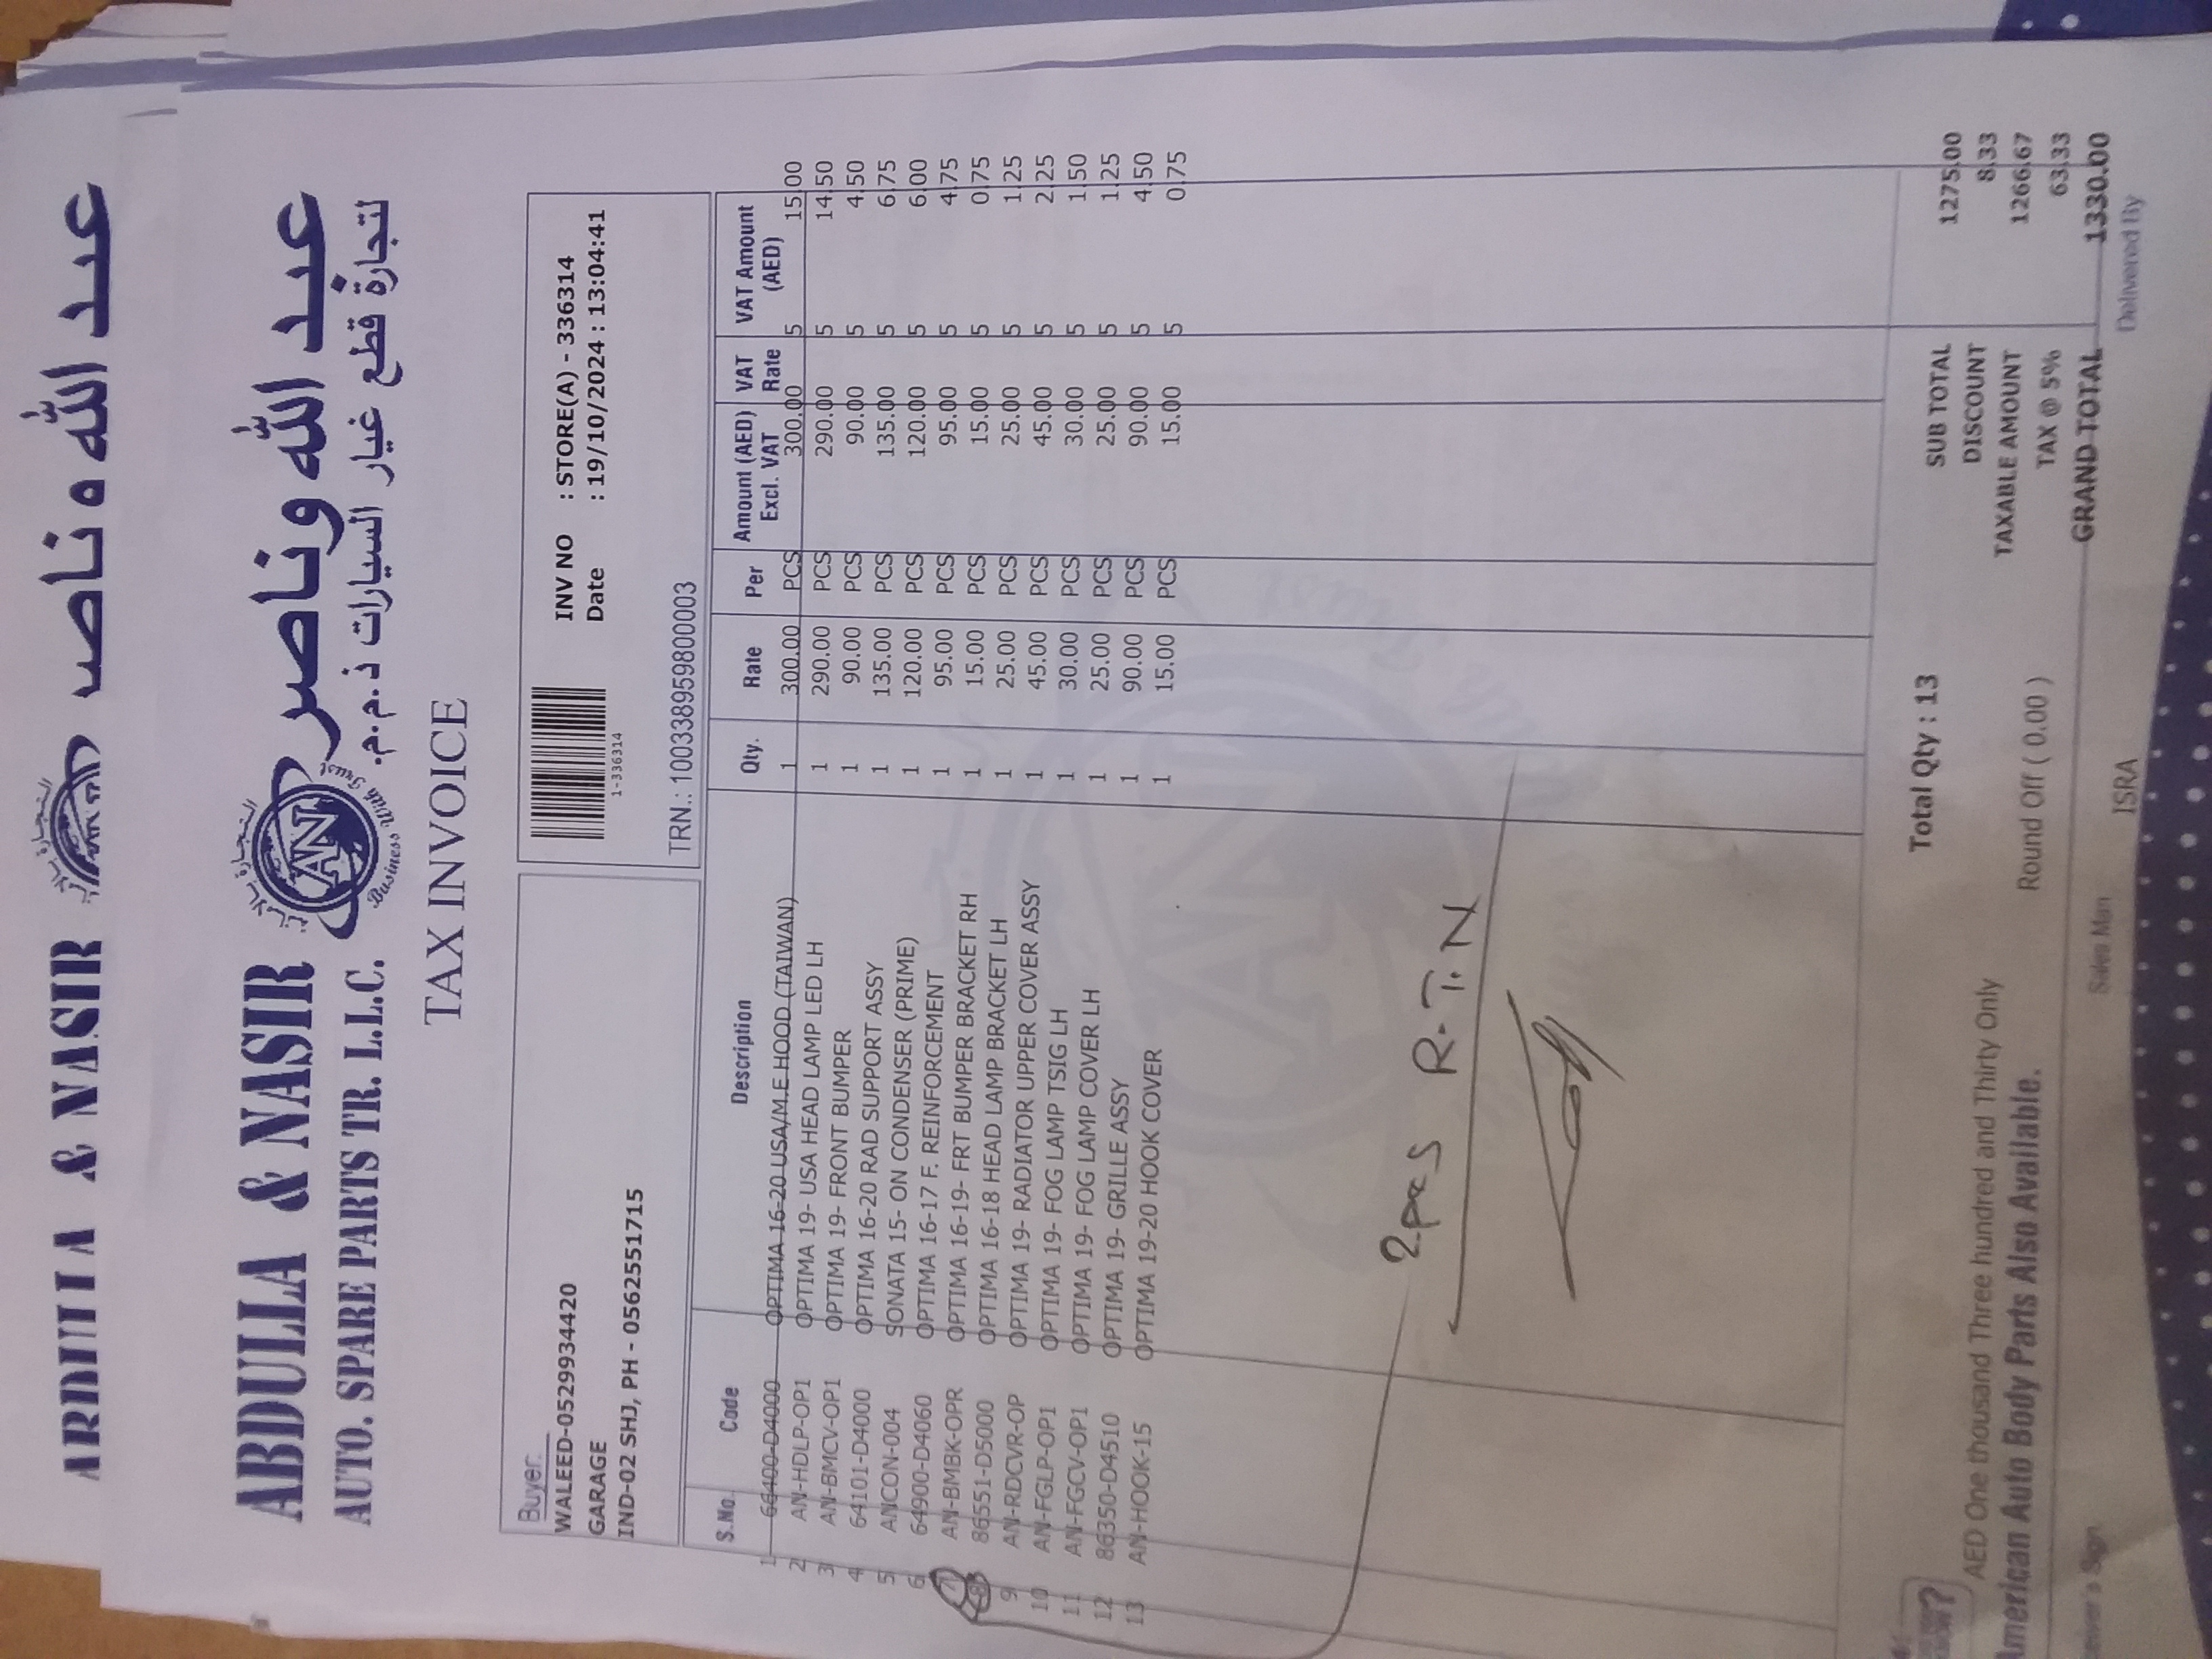 ABDULLA & NASIR عبد الله وناصر
ABDULLA & NASIR عبد الله وناصر
AUTO. SPARE PARTS TR. L.L.C. لتجارة قطع غيار السيارات ذ.م.م.
AN
Business With Trust
TAX INVOICE
Buyer:
WALEED-0529934420
GARAGE
IND-02 SHJ, PH - 0562551715
1-336314
INV NO : STORE(A) - 336314
Date : 19/10/2024 : 13:04:41
TRN.: 100338959800003
S.No. Code Description Qty. Rate Per Amount (AED) Excl. VAT VAT Rate VAT Amount (AED)
1 66400-D4000 OPTIMA 16-20 USA/M.E HOOD (TAIWAN) 1 300.00 PCS 300.00 5 15.00
2 AN-HDLP-OP1 OPTIMA 19- USA HEAD LAMP LED LH 1 290.00 PCS 290.00 5 14.50
3 AN-BMCV-OP1 OPTIMA 19- FRONT BUMPER 1 90.00 PCS 90.00 5 4.50
4 64101-D4000 OPTIMA 16-20 RAD SUPPORT ASSY 1 135.00 PCS 135.00 5 6.75
5 ANCON-004 SONATA 15- ON CONDENSER (PRIME) 1 120.00 PCS 120.00 5 6.00
6 64900-D4060 OPTIMA 16-17 F. REINFORCEMENT 1 95.00 PCS 95.00 5 4.75
7 AN-BMBK-OPR OPTIMA 16-19- FRT BUMPER BRACKET RH 1 15.00 PCS 15.00 5 0.75
8 86551-D5000 OPTIMA 16-18 HEAD LAMP BRACKET LH 1 25.00 PCS 25.00 5 1.25
9 AN-RDCVR-OP OPTIMA 19- RADIATOR UPPER COVER ASSY 1 45.00 PCS 45.00 5 2.25
10 AN-FGLP-OP1 OPTIMA 19- FOG LAMP TSIG LH 1 30.00 PCS 30.00 5 1.50
11 AN-FGCV-OP1 OPTIMA 19- FOG LAMP COVER LH 1 25.00 PCS 25.00 5 1.25
12 86350-D4510 OPTIMA 19- GRILLE ASSY 1 90.00 PCS 90.00 5 4.50
13 AN-HOOK-15 OPTIMA 19-20 HOOK COVER 1 15.00 PCS 15.00 5 0.75
2 pcs R-T.N
Total Qty : 13
SUB TOTAL 1275.00
DISCOUNT 8.33
AED One thousand Three hundred and Thirty Only
TAXABLE AMOUNT 1266.67
American Auto Body Parts Also Available.
Round Off ( 0.00 )
TAX @ 5% 63.33
GRAND TOTAL 1330.00
Sign. Sales Man ISRA Delivered By